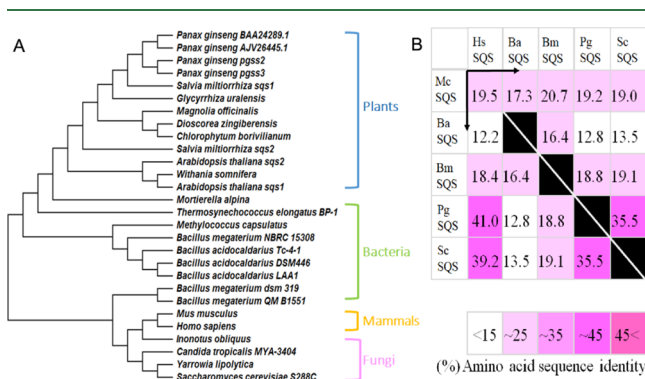 A
Panax ginseng BAA24289.1
Panax ginseng AJV26445.1
Panax ginseng pgss2
Panax ginseng pgss3
Salvia miltiorrhiza sqs1
Glycyrrhiza uralensis
Magnolia officinalis
Dioscorea zingiberensis
Chlorophytum borivilianum
Salvia miltiorrhiza sqs2
Arabidopsis thaliana sqs2
Withania somnifera
Arabidopsis thaliana sqs1
Mortierella alpina
Thermosynechococcus elongatus BP-1
Methylococcus capsulatus
Bacillus megaterium NBRC 15308
Bacillus acidocaldarius Tc-4-1
Bacillus acidocaldarius DSM446
Bacillus acidocaldarius LAA1
Bacillus megaterium dsm 319
Bacillus megaterium QM B1551
Mus musculus
Homo sapiens
Inonotus obliquus
Candida tropicalis MYA-3404
Yarrowia lipolytica
Saccharomyces cerevisiae S288C
Plants
Bacteria
Mammals
Fungi
B
Hs SQS Ba SQS Bm SQS Pg SQS Sc SQS
Mc SQS 19.5 17.3 20.7 19.2 19.0
Ba SQS 12.2 16.4 12.8 13.5
Bm SQS 18.4 16.4 18.8 19.1
Pg SQS 41.0 12.8 18.8 35.5
Sc SQS 39.2 13.5 19.1 35.5
<15 ~25 ~35 ~45 45<
(%) Amino acid sequence identity